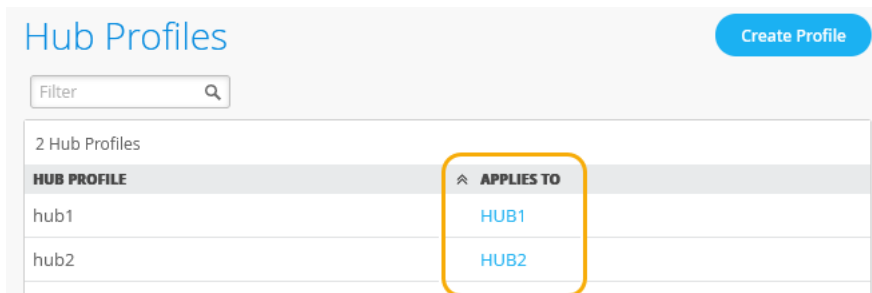 Hub Profiles
Create Profile
Filter
2 Hub Profiles
HUB PROFILE APPLIES TO
hub1 HUB1
hub2 HUB2